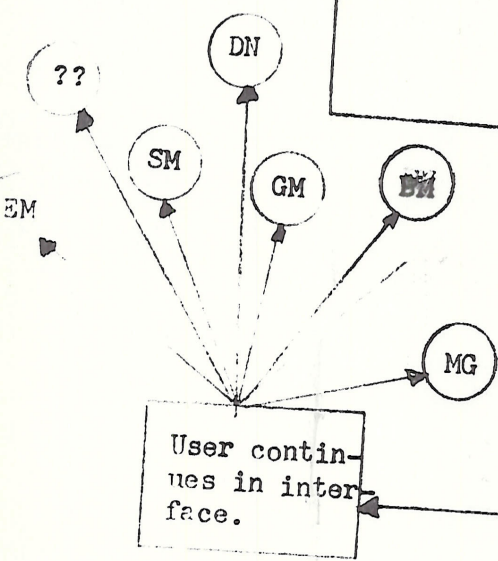 DN
??
SM
GM
EM
MG
User contin-
ues in inter-
face.